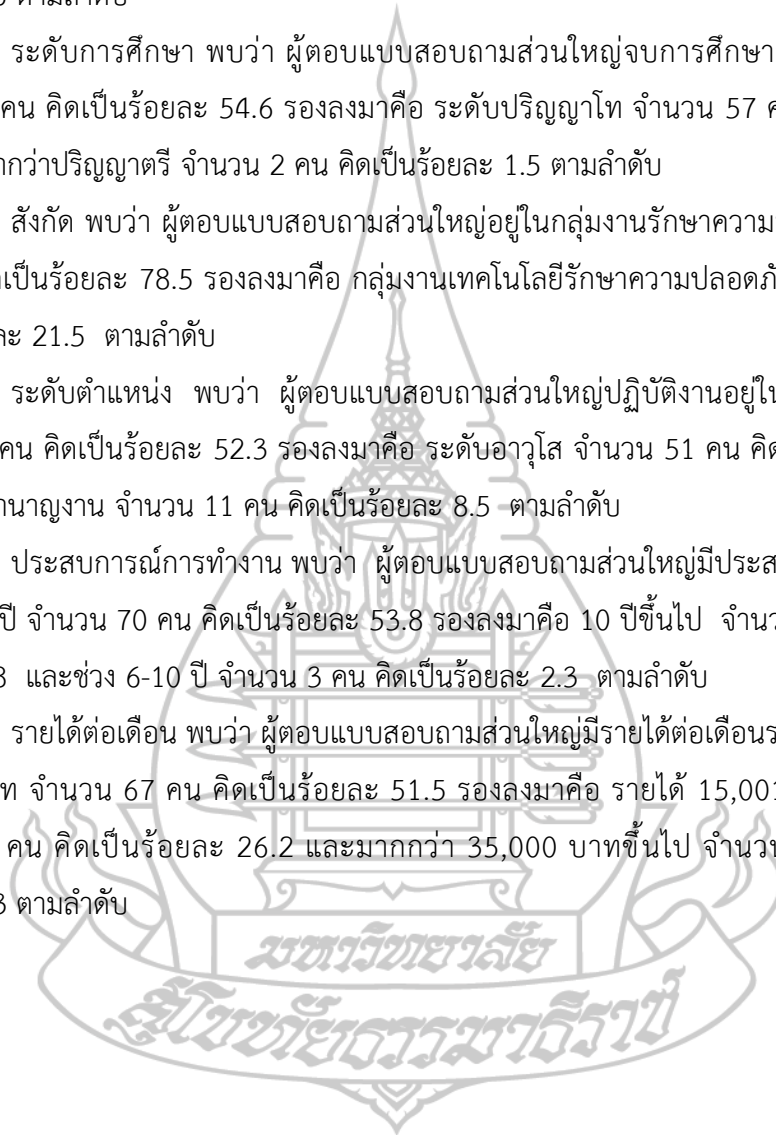 ตามลำดับ
ระดับการศึกษา พบว่า ผู้ตอบแบบสอบถามส่วนใหญ่จบการศึกษา
คน คิดเป็นร้อยละ 54.6 รองลงมาคือ ระดับปริญญาโท จำนวน 57
กว่าปริญญาตรี จำนวน 2 คน คิดเป็นร้อยละ 1.5 ตามลำดับ
สังกัด พบว่า ผู้ตอบแบบสอบถามส่วนใหญ่อยู่ในกลุ่มงานรักษาความ
เป็นร้อยละ 78.5 รองลงมาคือ กลุ่มงานเทคโนโลยีรักษาความปลอดภั
ละ 21.5 ตามลำดับ
ระดับตำแหน่ง พบว่า ผู้ตอบแบบสอบถามส่วนใหญ่ปฏิบัติงานอยู่ใน
คน คิดเป็นร้อยละ 52.3 รองลงมาคือ ระดับอาวุโส จำนวน 51 คน คิด
านาญงาน จำนวน 11 คน คิดเป็นร้อยละ 8.5 ตามลำดับ
ประสบการณ์การทำงาน พบว่า ผู้ตอบแบบสอบถามส่วนใหญ่มีประส
ปี จำนวน 70 คน คิดเป็นร้อยละ 53.8 รองลงมาคือ 10 ปีขึ้นไป จำนว
3 และช่วง 6-10 ปี จำนวน 3 คน คิดเป็นร้อยละ 2.3 ตามลำดับ
รายได้ต่อเดือน พบว่า ผู้ตอบแบบสอบถามส่วนใหญ่มีรายได้ต่อเดือนร
ท จำนวน 67 คน คิดเป็นร้อยละ 51.5 รองลงมาคือ รายได้ 15,001
คน คิดเป็นร้อยละ 26.2 และมากกว่า 35,000 บาทขึ้นไป จำนวน
3 ตามลำดับ
มหาวิทยาลัย
สุโขทัยธรรมาธิราช